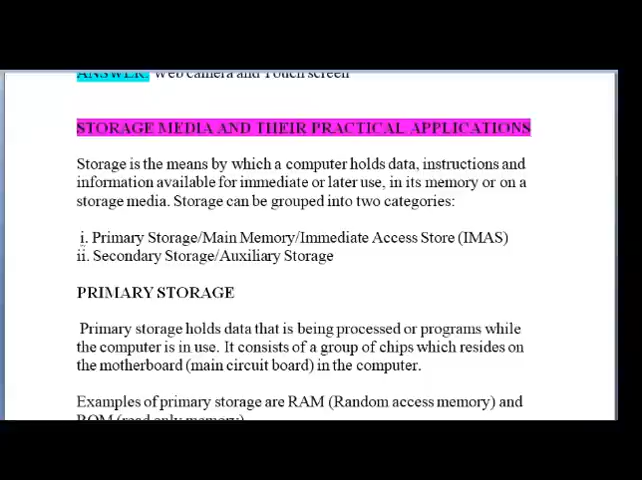 ANSWER: Web camera and Touch screen
STORAGE MEDIA AND THEIR PRACTICAL APPLICATIONS
Storage is the means by which a computer holds data, instructions and
information available for immediate or later use, in its memory or on a
storage media. Storage can be grouped into two categories:
i. Primary Storage/Main Memory/Immediate Access Store (IMAS)
ii. Secondary Storage/Auxiliary Storage
PRIMARY STORAGE
Primary storage holds data that is being processed or programs while
the computer is in use. It consists of a group of chips which resides on
the motherboard (main circuit board) in the computer.
Examples of primary storage are RAM (Random access memory) and
ROM (read only memory)